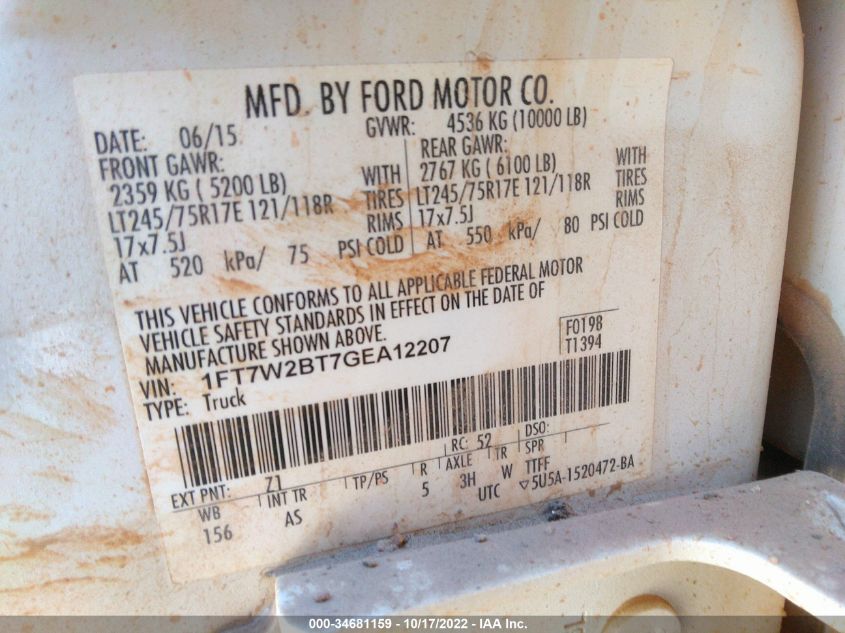 MFD. BY FORD MOTOR CO.
DATE: 06/15 GVWR: 4536 KG (10000 LB)
FRONT GAWR: REAR GAWR:
2359 KG ( 5200 LB) WITH 2767 KG ( 6100 LB) WITH
LT245/75R17E 121/118R TIRES LT245/75R17E 121/118R TIRES
17x7.5J RIMS 17x7.5J RIMS
AT 520 kPa/ 75 PSI COLD AT 550 kPa/ 80 PSI COLD
THIS VEHICLE CONFORMS TO ALL APPLICABLE FEDERAL MOTOR
VEHICLE SAFETY STANDARDS IN EFFECT ON THE DATE OF
MANUFACTURE SHOWN ABOVE.
VIN: 1FT7W2BT7GEA12207 F0198
TYPE: Truck T1394
RC: 52 DSO:
EXT PNT: Z1 INT TR TP/PS R AXLE TR SPR
WB AS 5 3H W TTFF
156 UTC ▽5U5A-1520472-BA
000-34681159 - 10/17/2022 - IAA Inc.